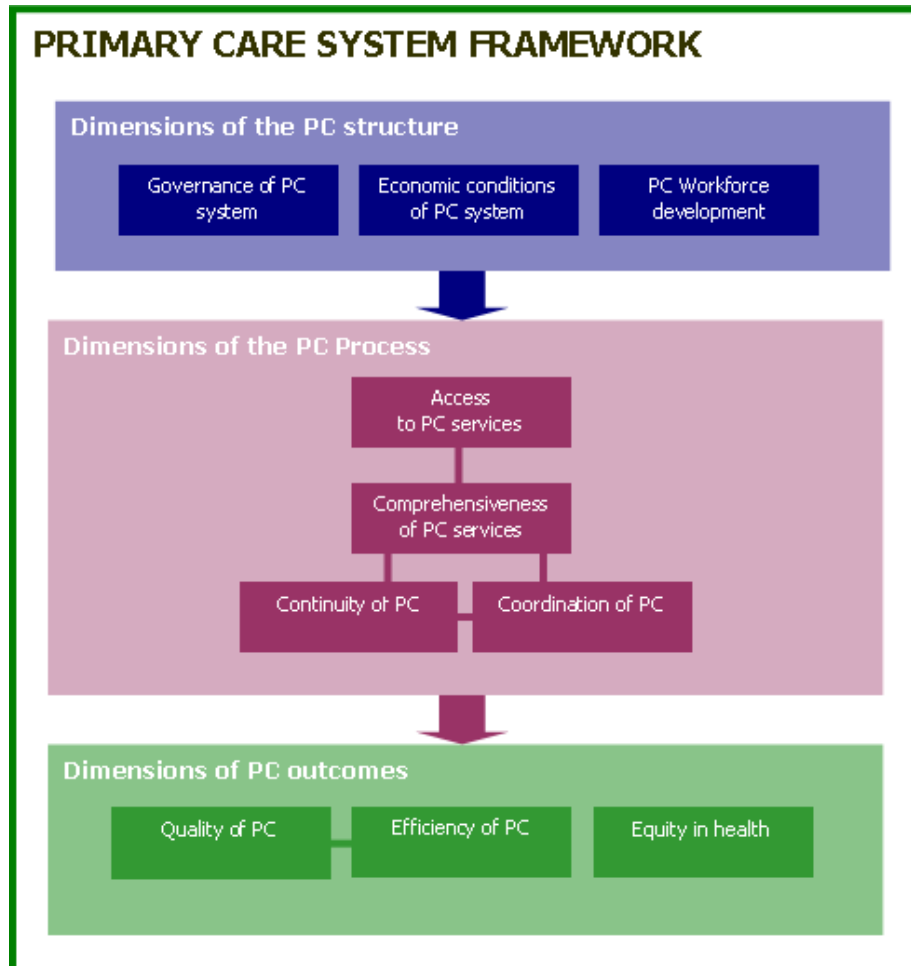 PRIMARY CARE SYSTEM FRAMEWORK
Dimensions of the PC structure
Governance of PC
system
Economic conditions
of PC system
PC Workforce
development
Dimensions of the PC Process
Access
to PC services
Comprehensiveness
of PC services
Continuity of PC
Coordination of PC
Dimensions of PC outcomes
Quality of PC
Efficiency of PC
Equity in health